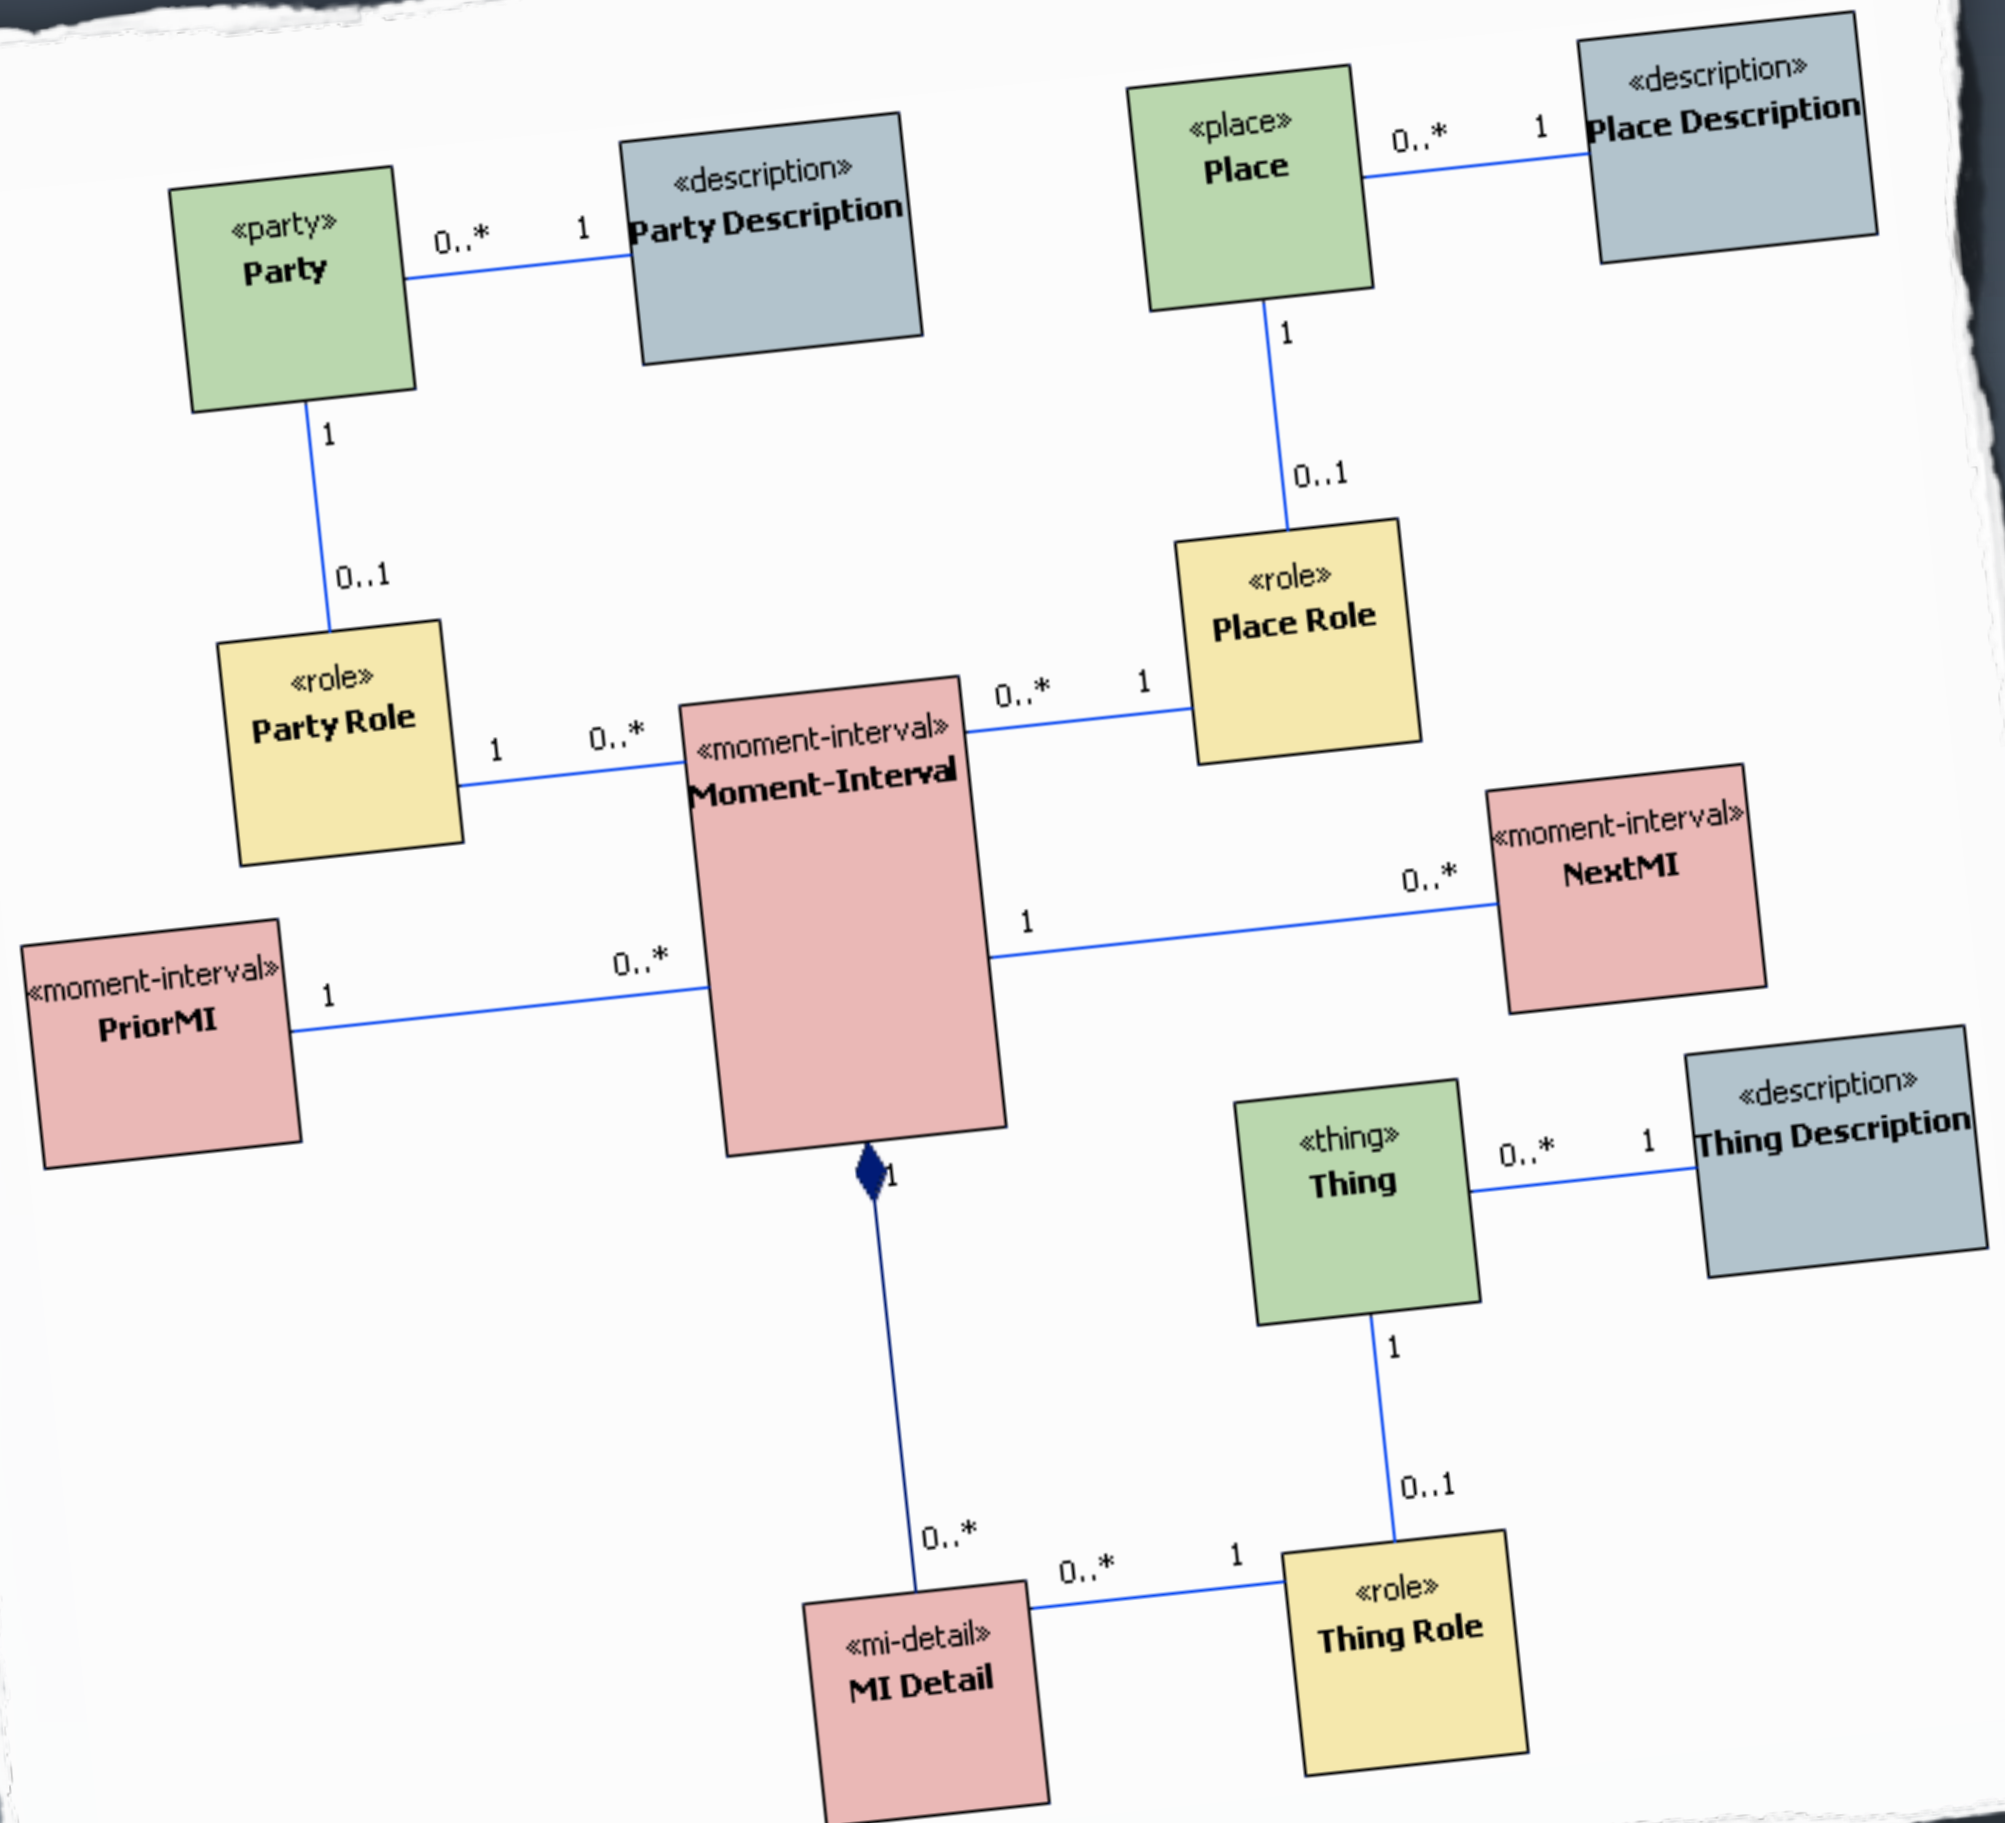 «party»
Party
0..*
1
«description»
Party Description
«place»
Place
0..*
1
«description»
Place Description
1
0..1
1
0..1
«role»
Party Role
1
0..*
«moment-interval»
Moment-Interval
0..*
1
«role»
Place Role
«moment-interval»
PriorMI
1
0..*
1
0..*
«moment-interval»
NextMI
1
0..*
«thing»
Thing
0..*
1
«description»
Thing Description
1
0..1
«mi-detail»
MI Detail
0..*
1
«role»
Thing Role